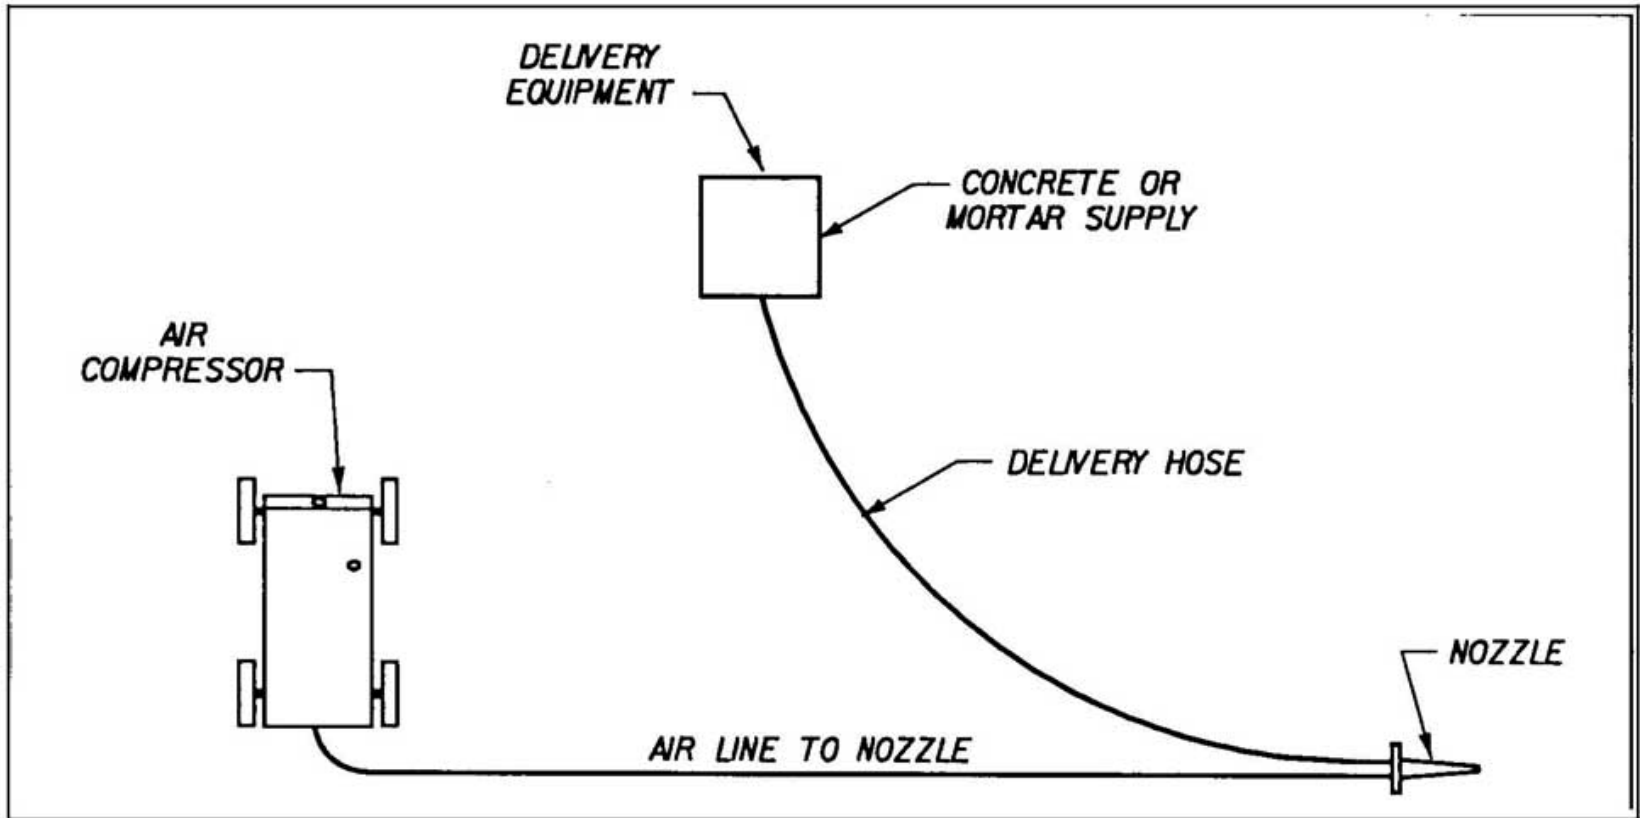 DELIVERY
EQUIPMENT
CONCRETE OR
MORTAR SUPPLY
AIR
COMPRESSOR
DELIVERY HOSE
NOZZLE
AIR LINE TO NOZZLE